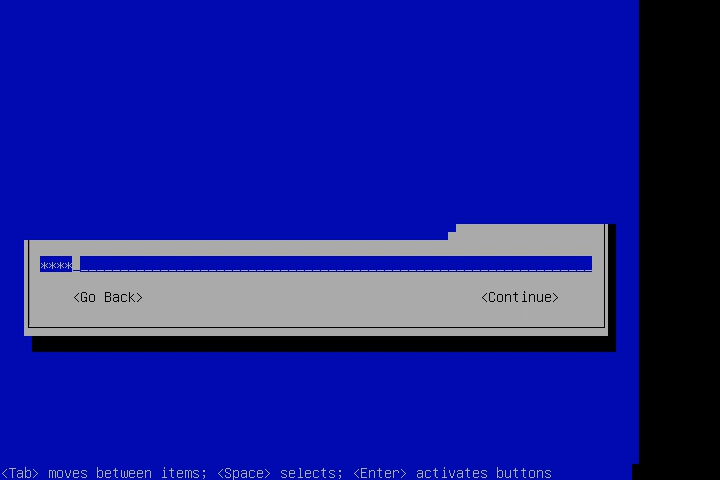 ****
<Go Back> <Continue>
<Tab> moves between items; <Space> selects; <Enter> activates buttons